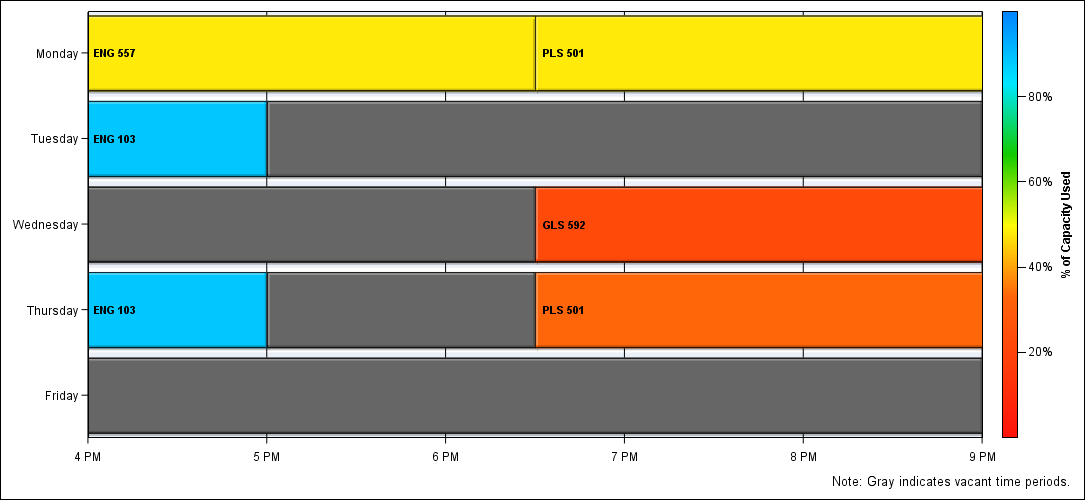 Monday
ENG 557
PLS 501
80%
Tuesday
ENG 103
60%
% of Capacity Used
Wednesday
GLS 592
40%
Thursday
ENG 103
PLS 501
20%
Friday
4 PM
5 PM
6 PM
7 PM
8 PM
9 PM
Note: Gray indicates vacant time periods.